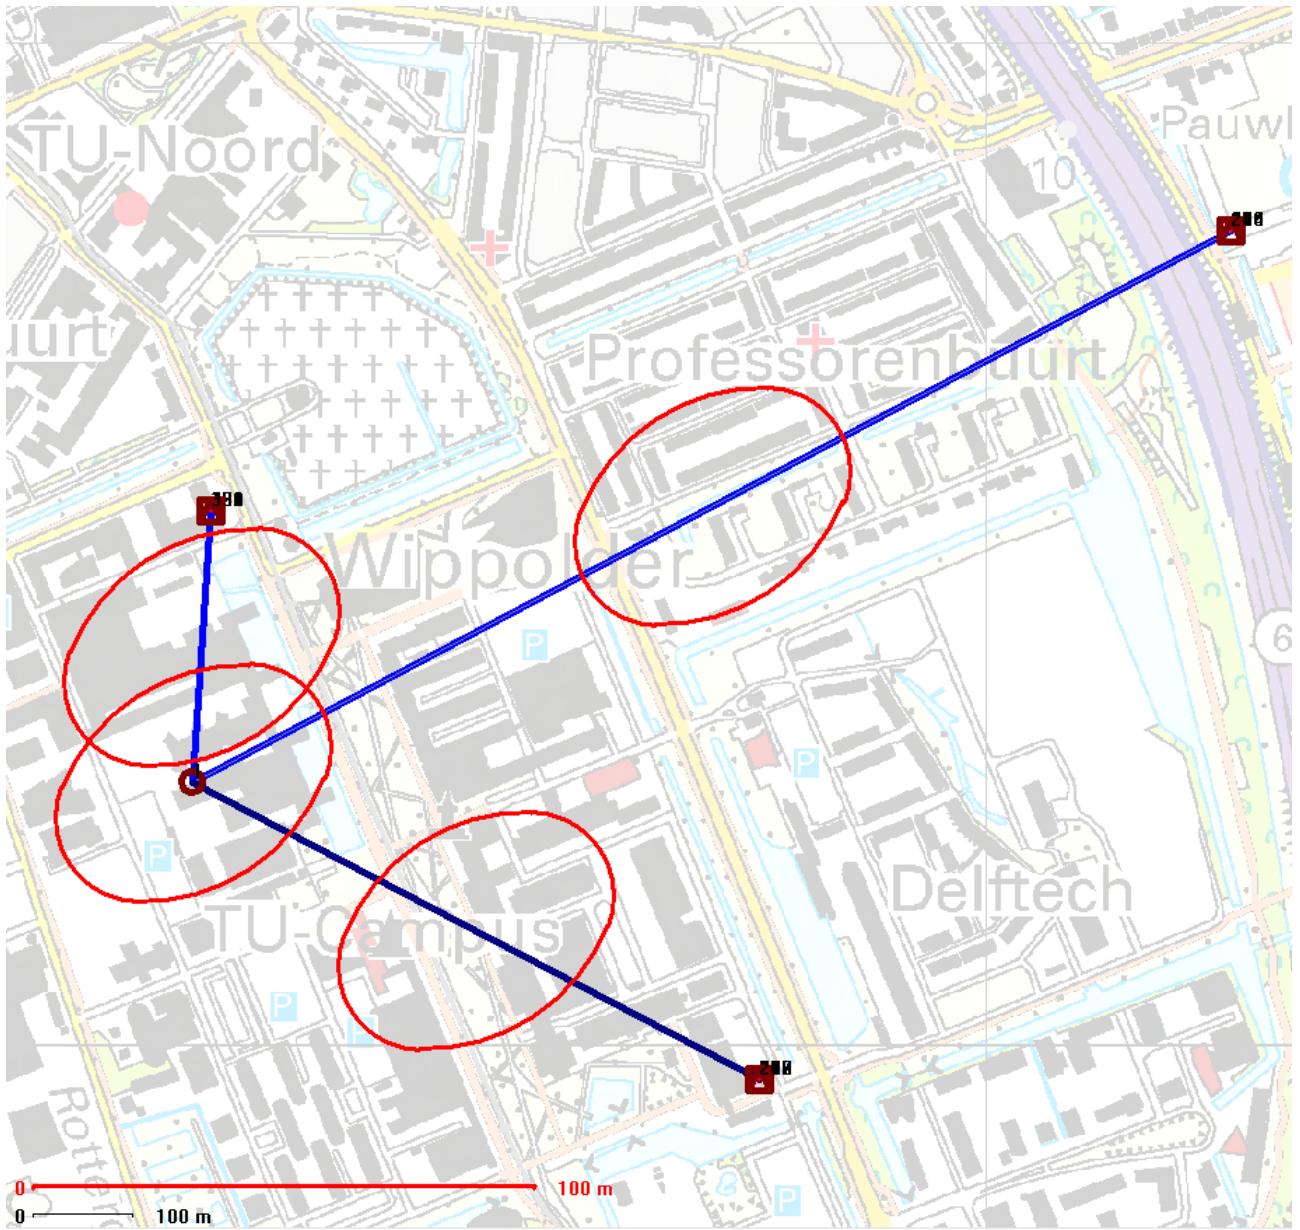 TU-Noord
10
Pauwl
uurt
Professorenbuurt
Wippolder
P
6
P
P
Delftech
TU-Campus
P
P
Rotte
P
0 100 m
0 100 m